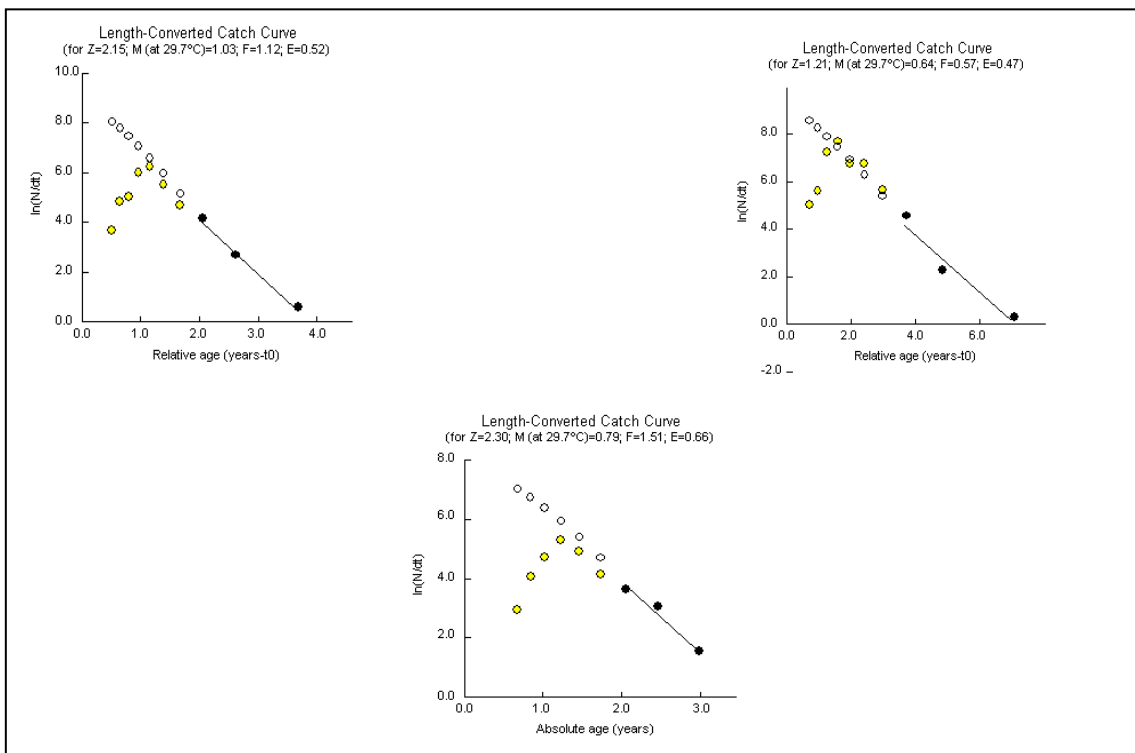 Length-Converted Catch Curve
(for Z=2.15; M (at 29.7ºC)=1.03; F=1.12; E=0.52)
10.0
8.0
6.0
4.0
2.0
0.0
ln(N/dt)
0.0 1.0 2.0 3.0 4.0
Relative age (years-t0)
Length-Converted Catch Curve
(for Z=1.21; M (at 29.7ºC)=0.64; F=0.57; E=0.47)
8.0
6.0
4.0
2.0
0.0
-2.0
ln(N/dt)
0.0 2.0 4.0 6.0
Relative age (years-t0)
Length-Converted Catch Curve
(for Z=2.30; M (at 29.7ºC)=0.79; F=1.51; E=0.66)
8.0
6.0
4.0
2.0
0.0
ln(N/dt)
0.0 1.0 2.0 3.0
Absolute age (years)